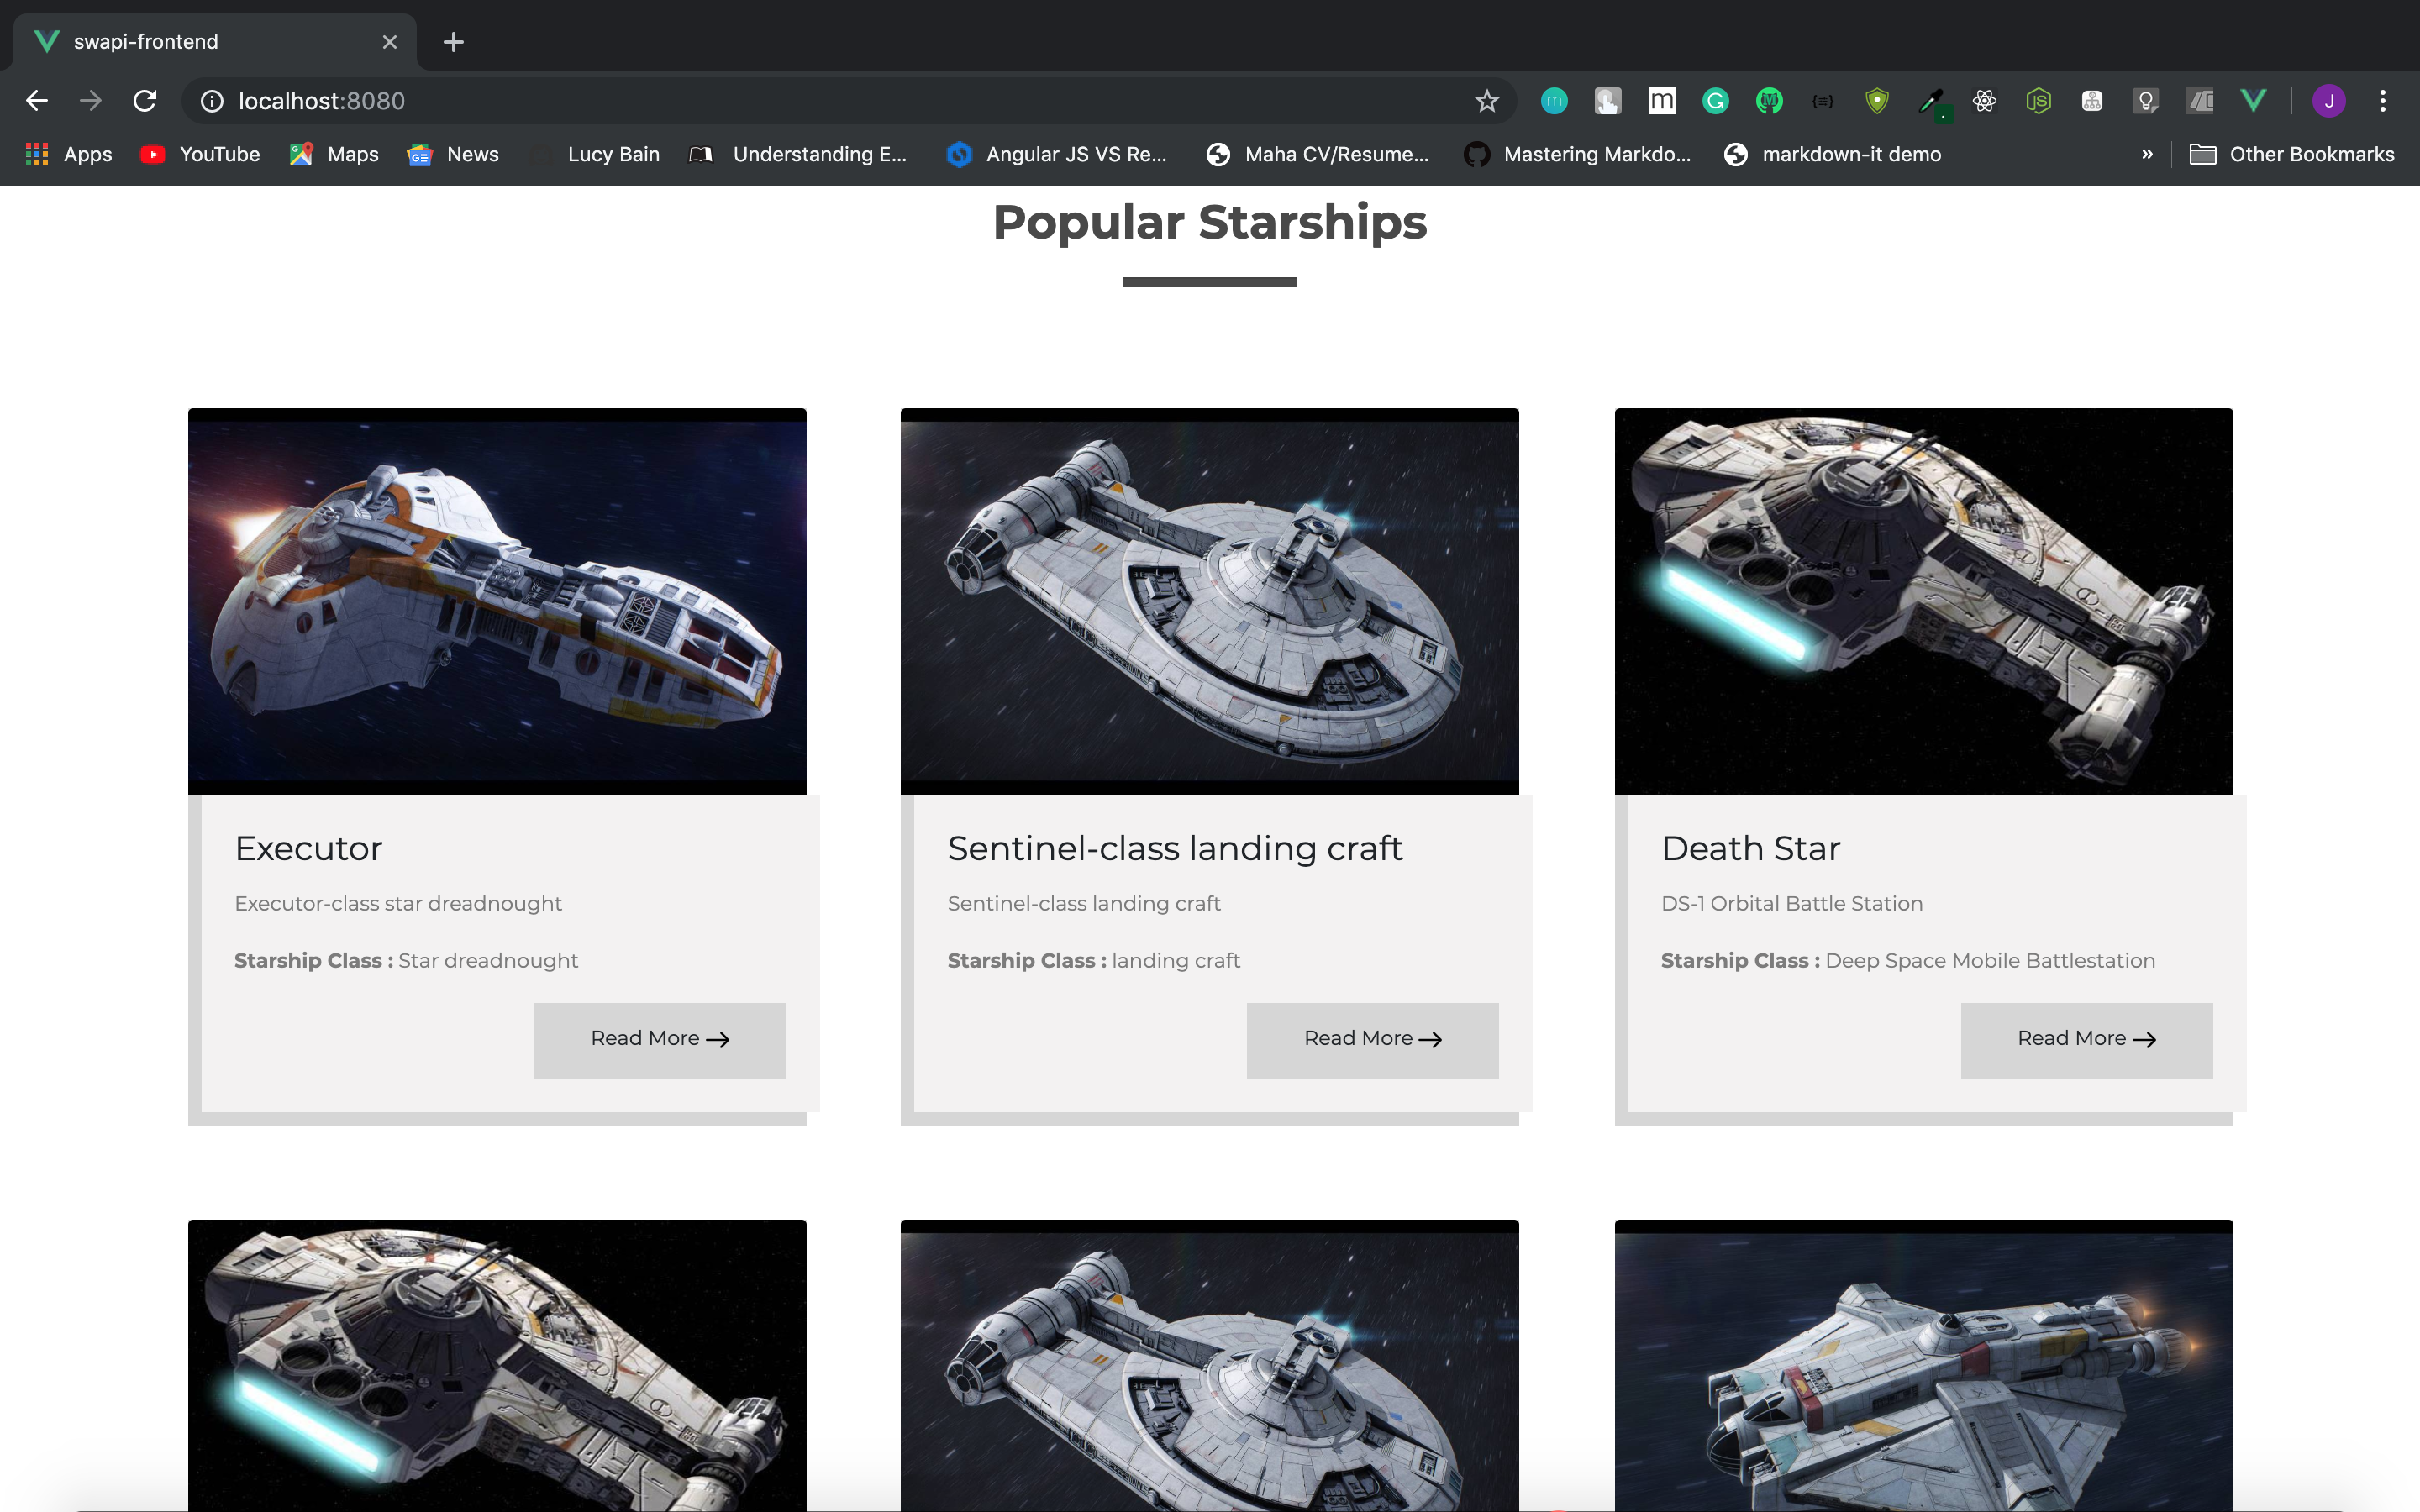 swapi-frontend
localhost:8080
Apps
YouTube
Maps
News
Lucy Bain
Understanding E...
Angular JS VS Re...
Maha CV/Resume...
Mastering Markdo...
markdown-it demo
»
Other Bookmarks
Popular Starships
Executor
Executor-class star dreadnought
Starship Class : Star dreadnought
Read More →
Sentinel-class landing craft
Sentinel-class landing craft
Starship Class : landing craft
Read More →
Death Star
DS-1 Orbital Battle Station
Starship Class : Deep Space Mobile Battlestation
Read More →